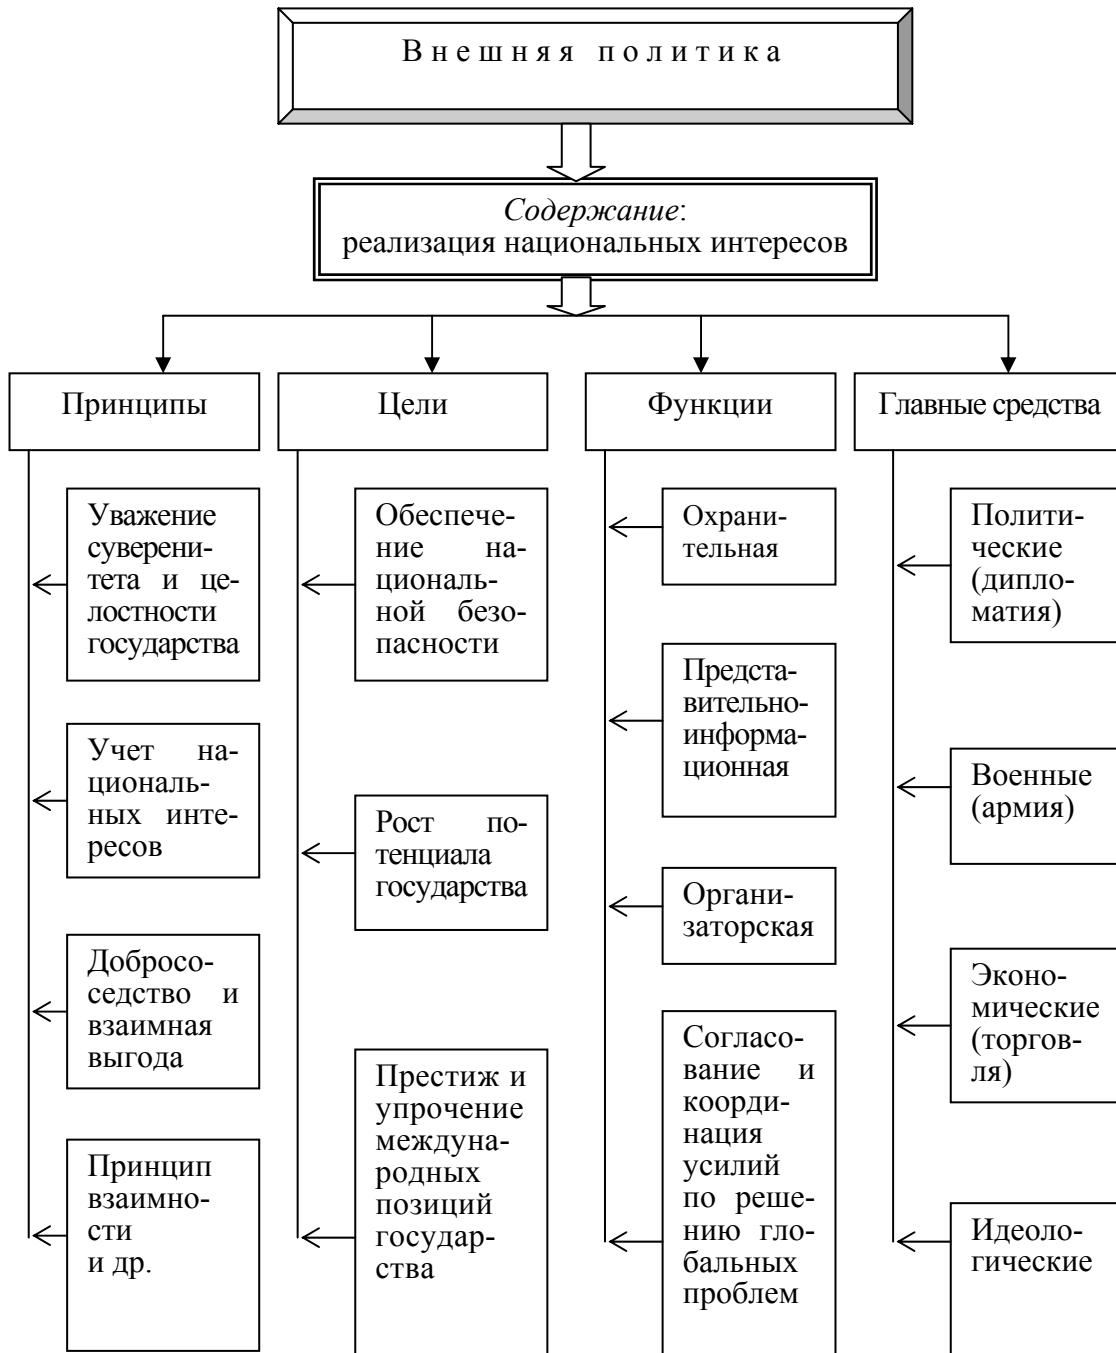 Внешняя политика
Содержание:
реализация национальных интересов
Принципы
Уважение
суверени-
тета и це-
лостности
государства
Учет на-
циональ-
ных инте-
ресов
Добросо-
седство и
взаимная
выгода
Принцип
взаимно-
сти
и др.
Цели
Обеспече-
ние на-
циональ-
ной безо-
пасности
Рост по-
тенциала
государства
Престиж и
упрочение
междуна-
родных
позиций
государ-
ства
Функции
Охрани-
тельная
Предста-
вительно-
информа-
ционная
Органи-
заторская
Согласо-
вание и
коорди-
нация
усилий
по реше-
нию гло-
бальных
проблем
Главные средства
Полити-
ческие
(дипло-
матия)
Военные
(армия)
Эконо-
мические
(торгов-
ля)
Идеоло-
гические